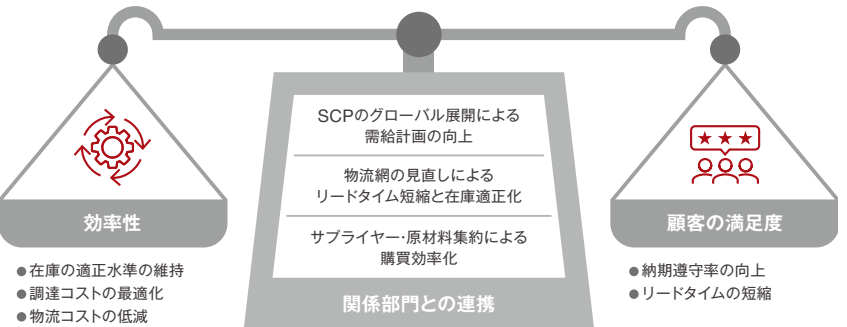 SCPのグローバル展開による
需給計画の向上
物流網の見直しによる
リードタイム短縮と在庫適正化
サプライヤー・原材料集約による
購買効率化
関係部門との連携
効率性
●在庫の適正水準の維持
●調達コストの最適化
●物流コストの低減
顧客の満足度
●納期遵守率の向上
●リードタイムの短縮